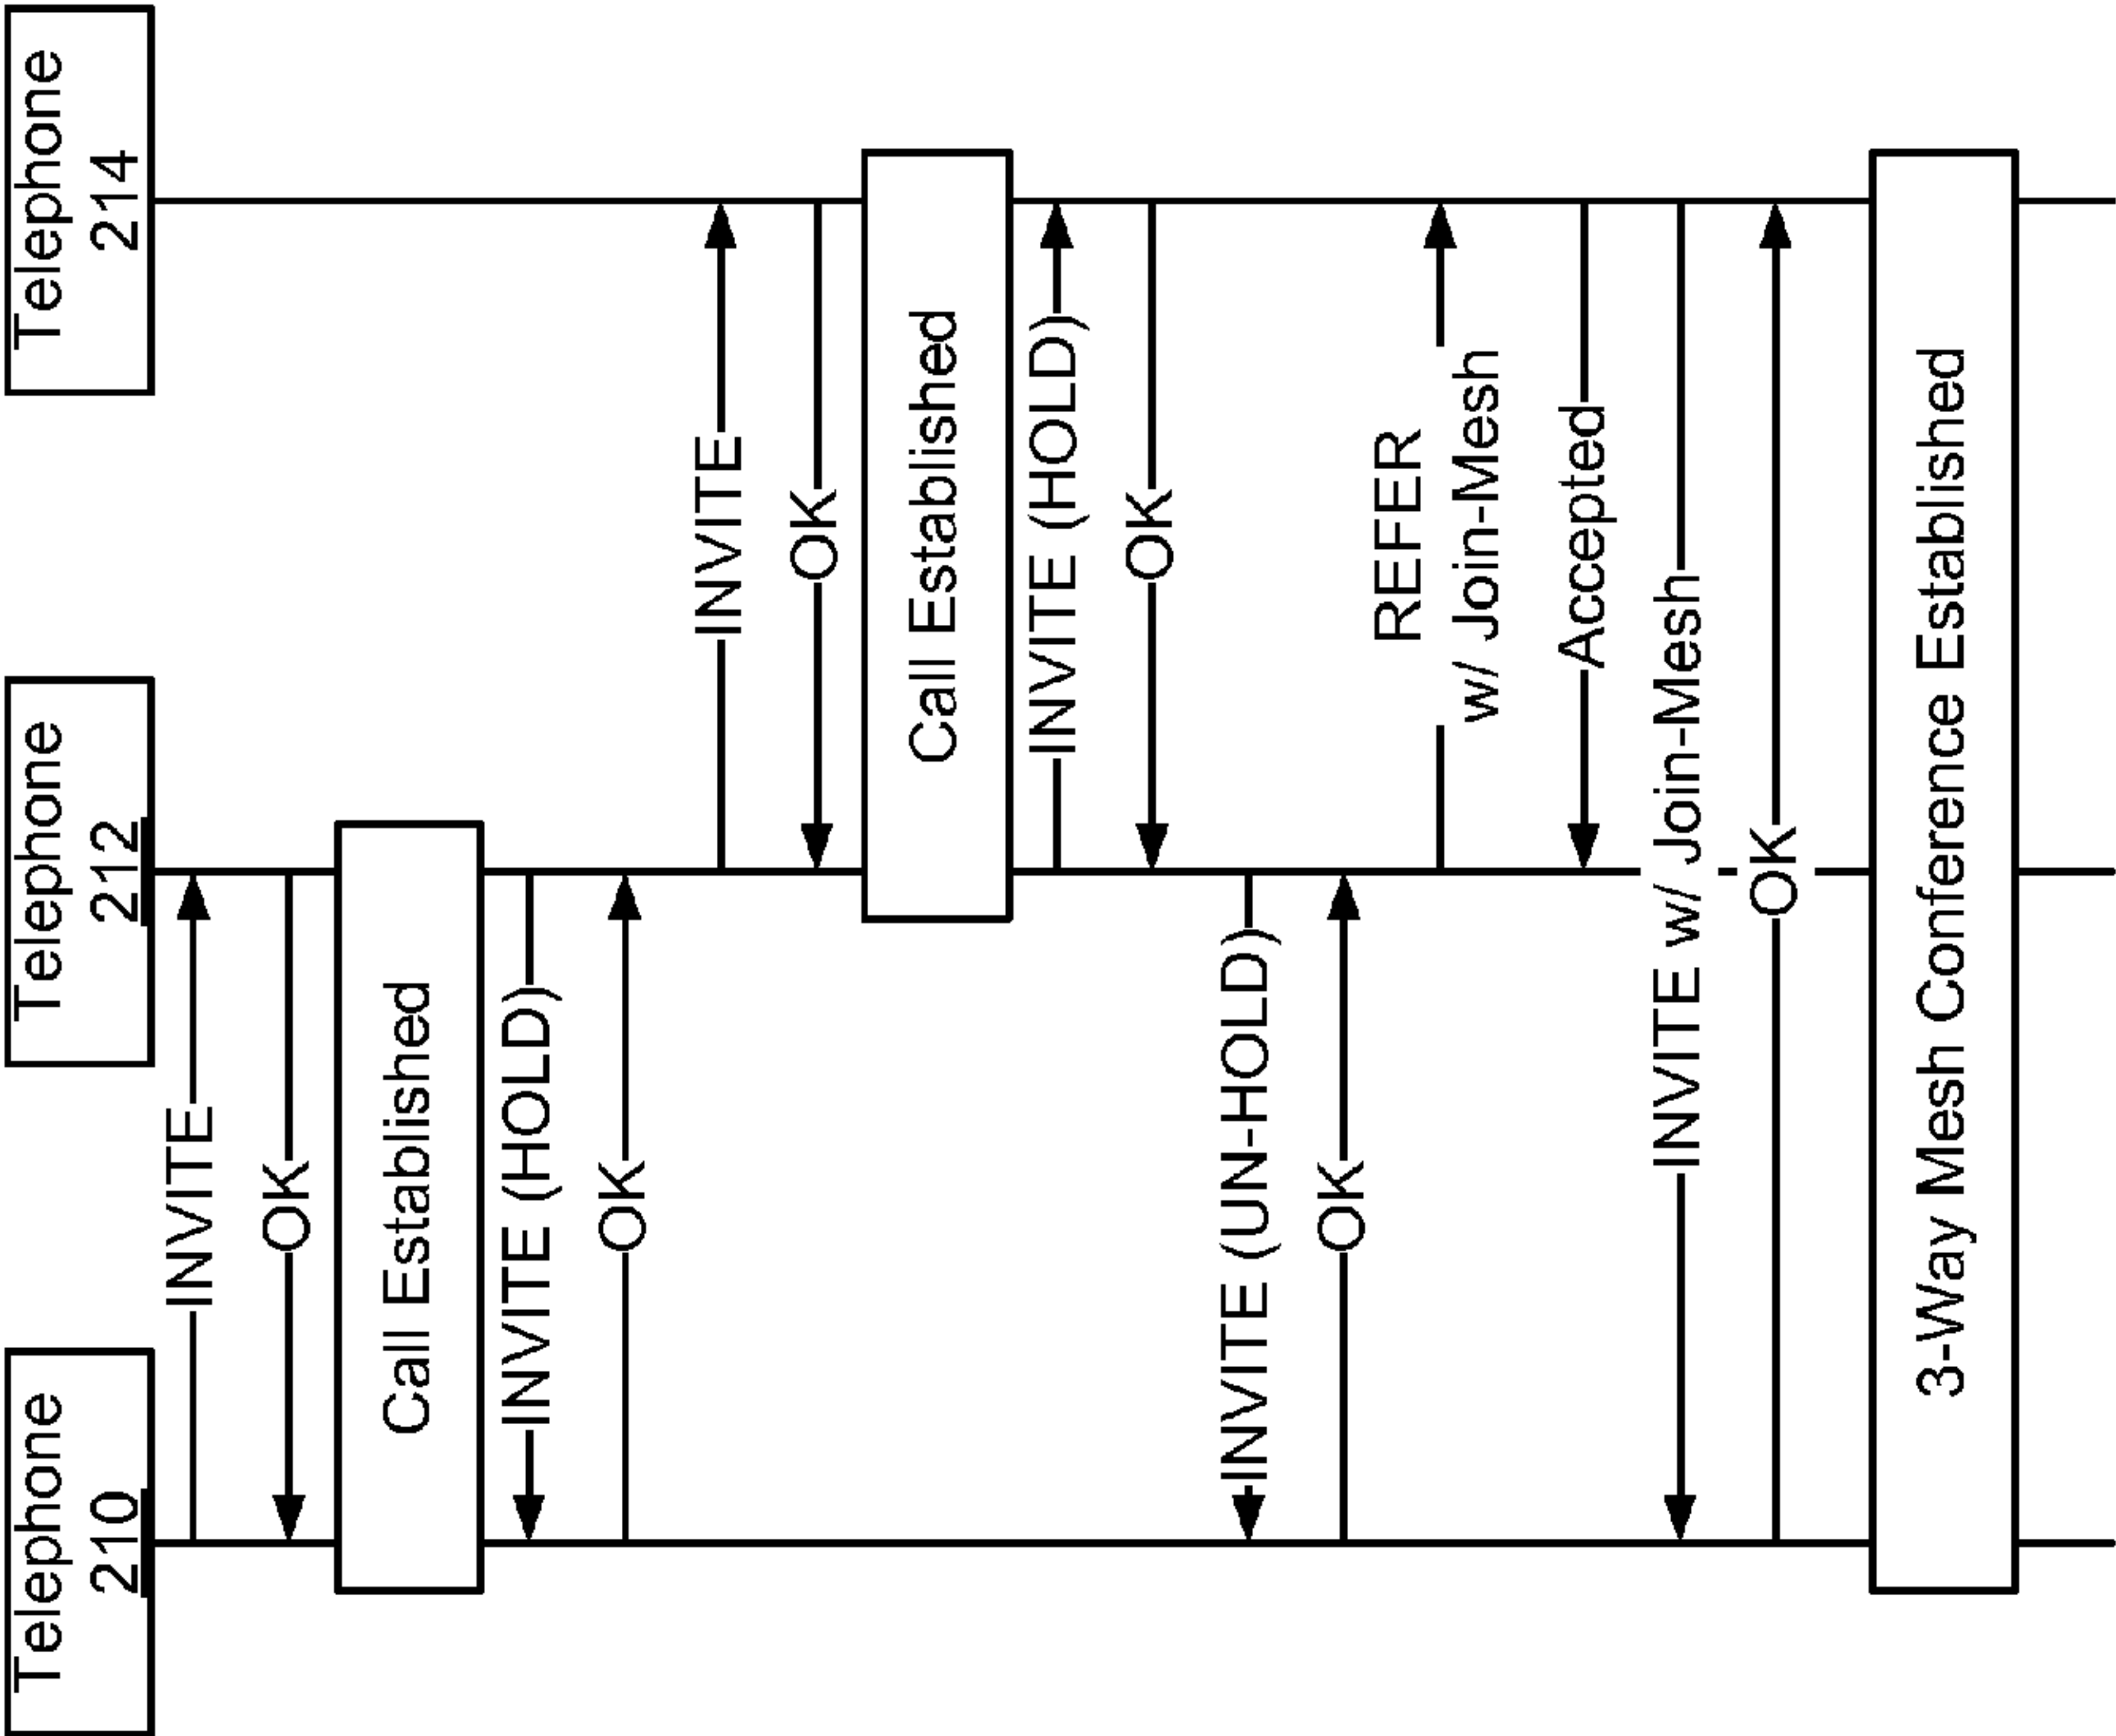 Telephone
210
Telephone
212
Telephone
214
INVITE
OK
Call Established
INVITE (HOLD)
OK
INVITE
OK
Call Established
INVITE (HOLD)
OK
INVITE (UN-HOLD)
OK
REFER
w/ Join-Mesh
Accepted
INVITE w/ Join-Mesh
OK
3-Way Mesh Conference Established